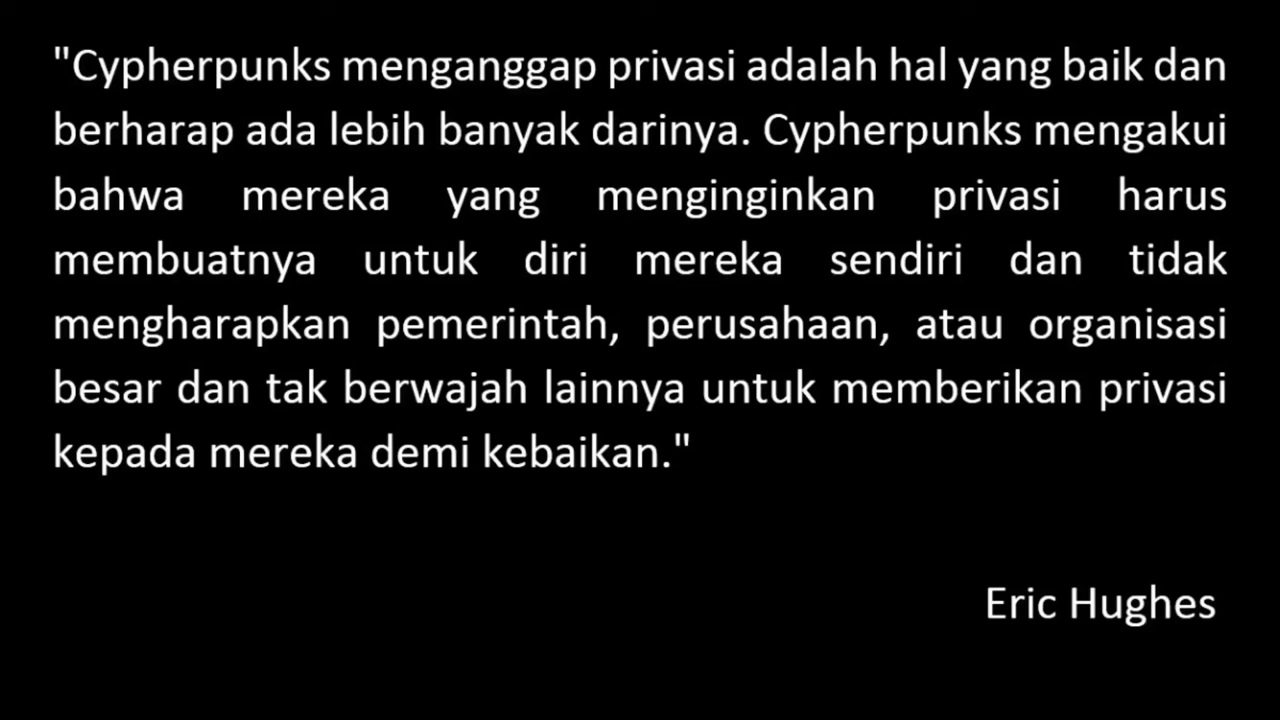 "Cypherpunks menganggap privasi adalah hal yang baik dan
berharap ada lebih banyak darinya. Cypherpunks mengakui
bahwa mereka yang menginginkan privasi harus
membuatnya untuk diri mereka sendiri dan tidak
mengharapkan pemerintah, perusahaan, atau organisasi
besar dan tak berwajah lainnya untuk memberikan privasi
kepada mereka demi kebaikan."
Eric Hughes